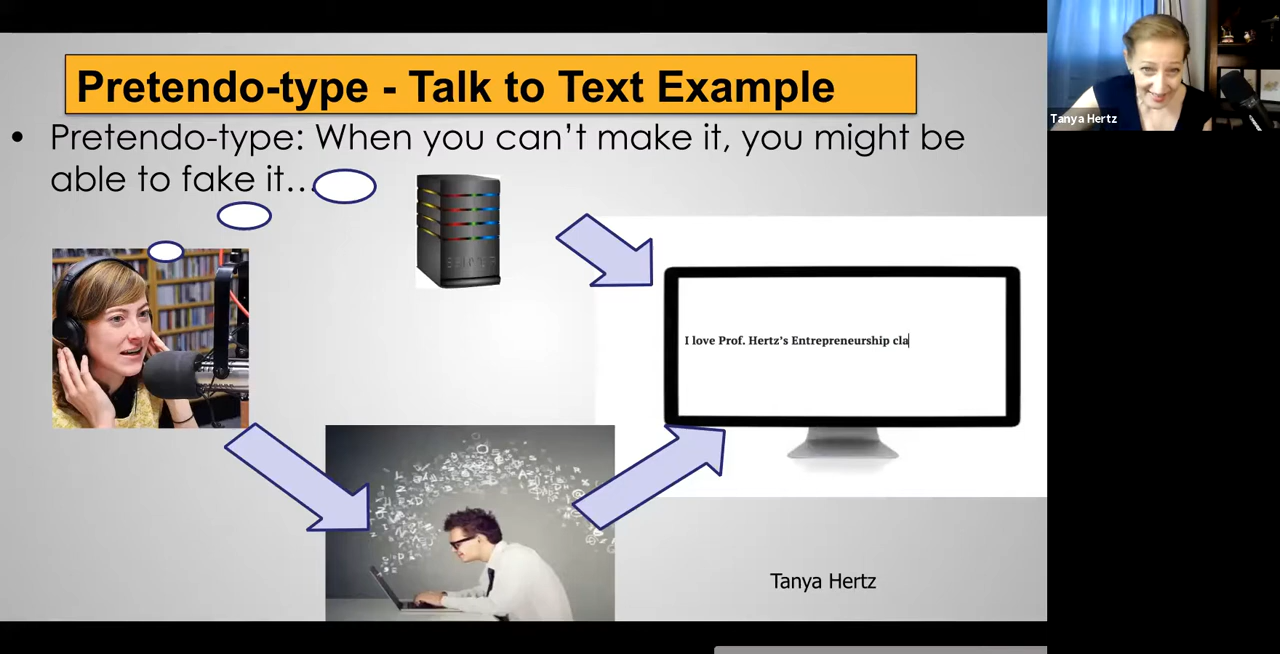 Pretendo-type - Talk to Text Example
• Pretendo-type: When you can’t make it, you might be
able to fake it…
I love Prof. Hertz’s Entrepreneurship cla
Tanya Hertz
Tanya Hertz